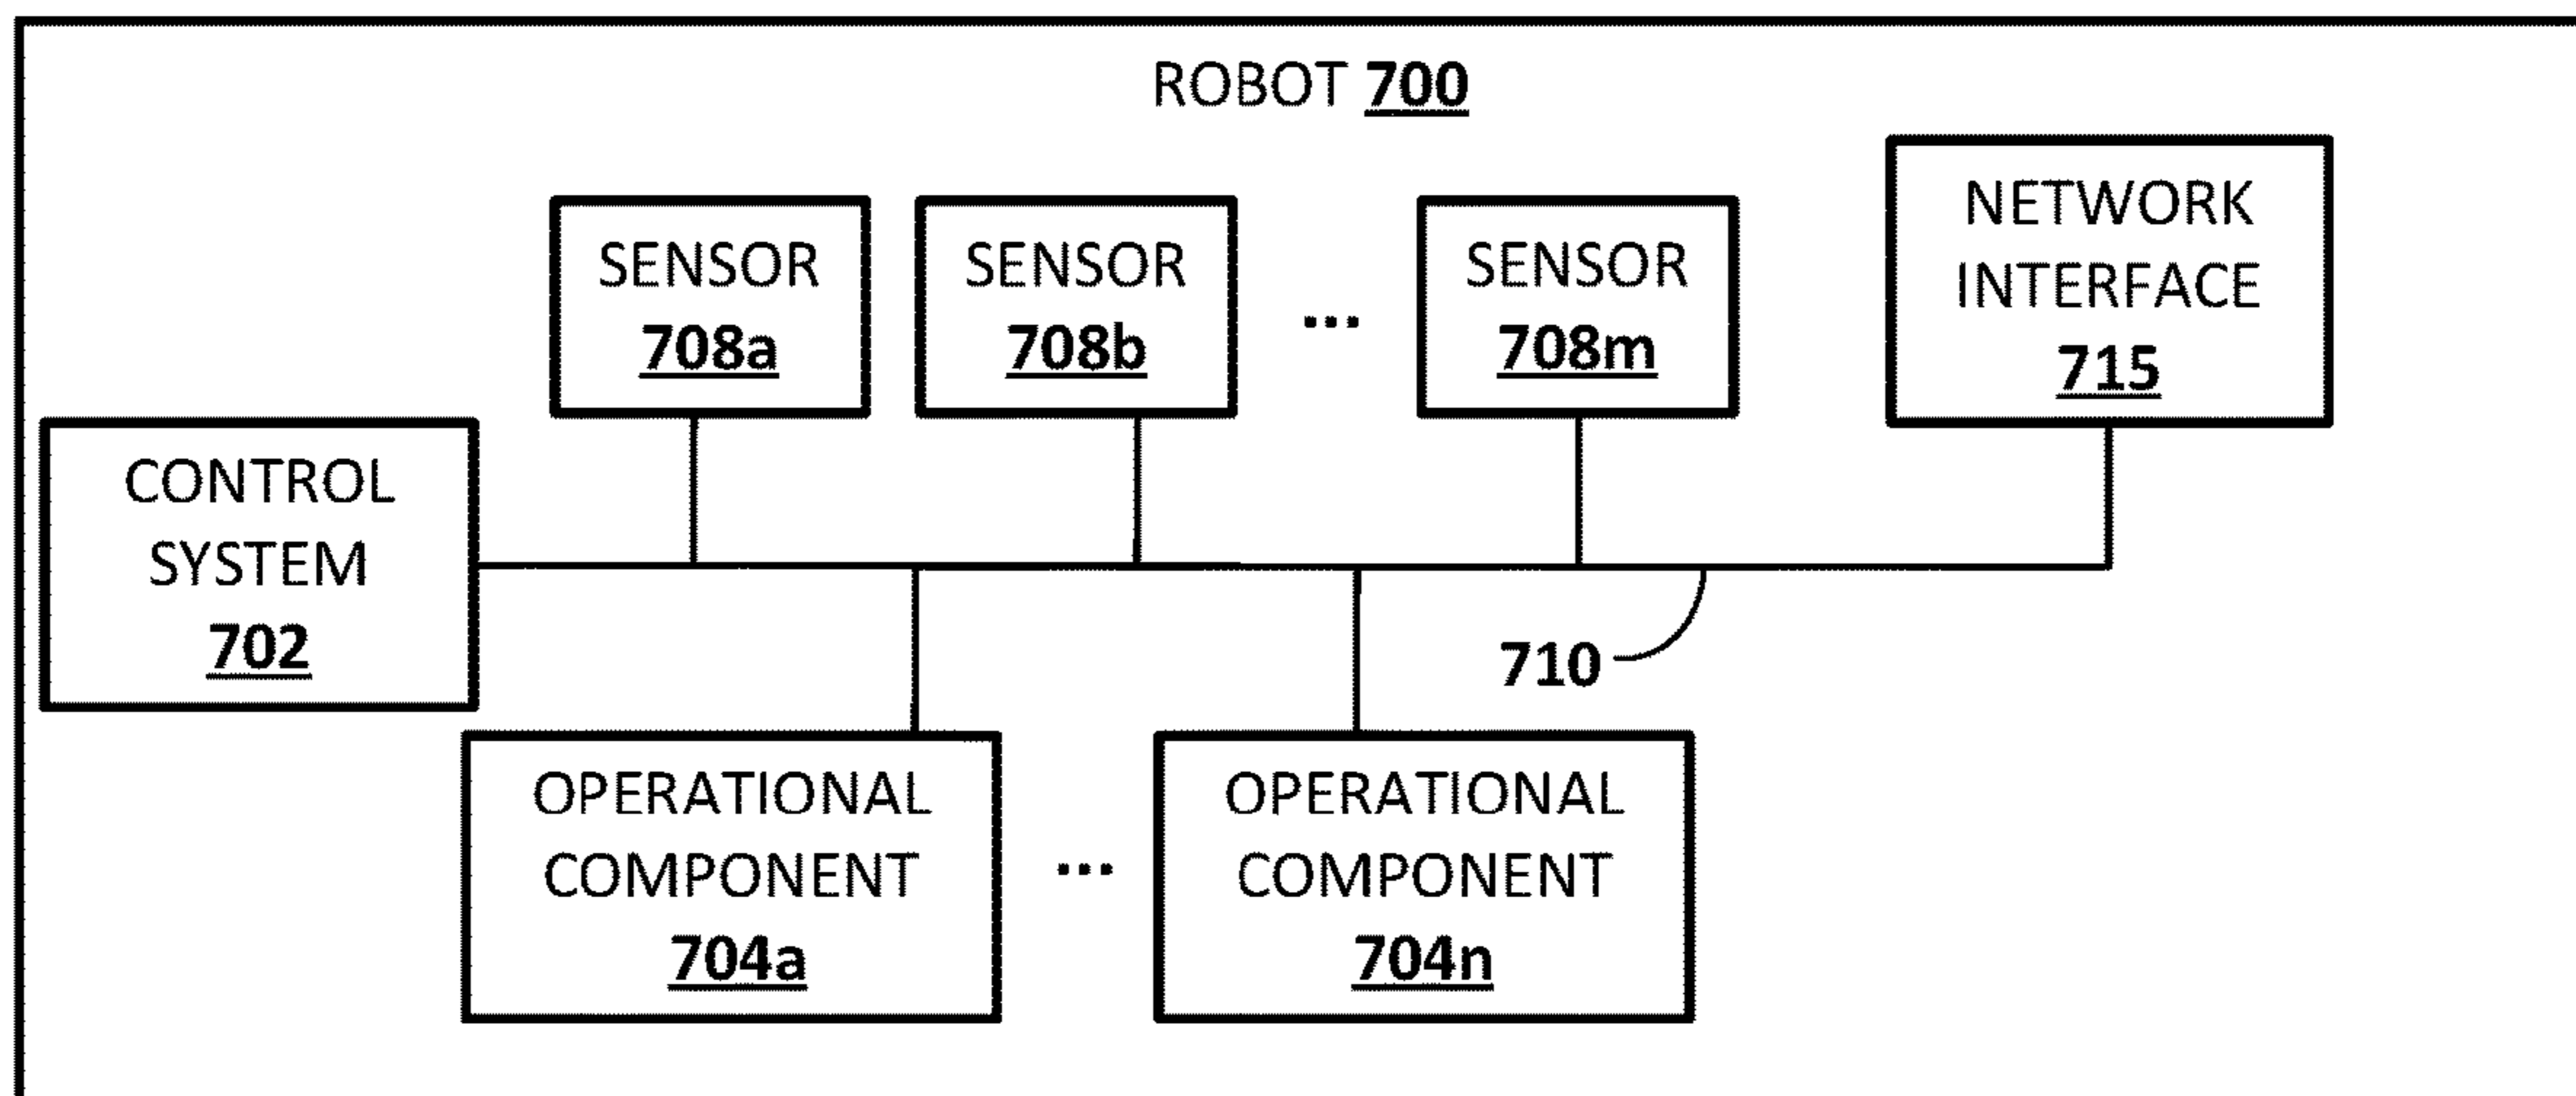 ROBOT 700
SENSOR
708a
SENSOR
708b
...
SENSOR
708m
NETWORK
INTERFACE
715
CONTROL
SYSTEM
702
710
OPERATIONAL
COMPONENT
704a
...
OPERATIONAL
COMPONENT
704n